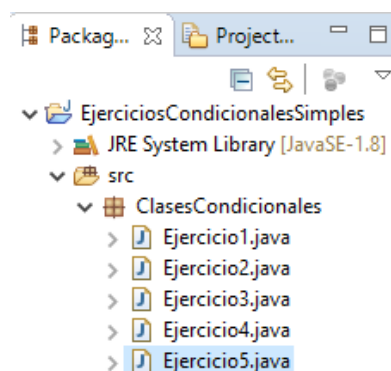 Packag... Project...
EjerciciosCondicionalesSimples
JRE System Library [JavaSE-1.8]
src
ClasesCondicionales
Ejercicio1.java
Ejercicio2.java
Ejercicio3.java
Ejercicio4.java
Ejercicio5.java